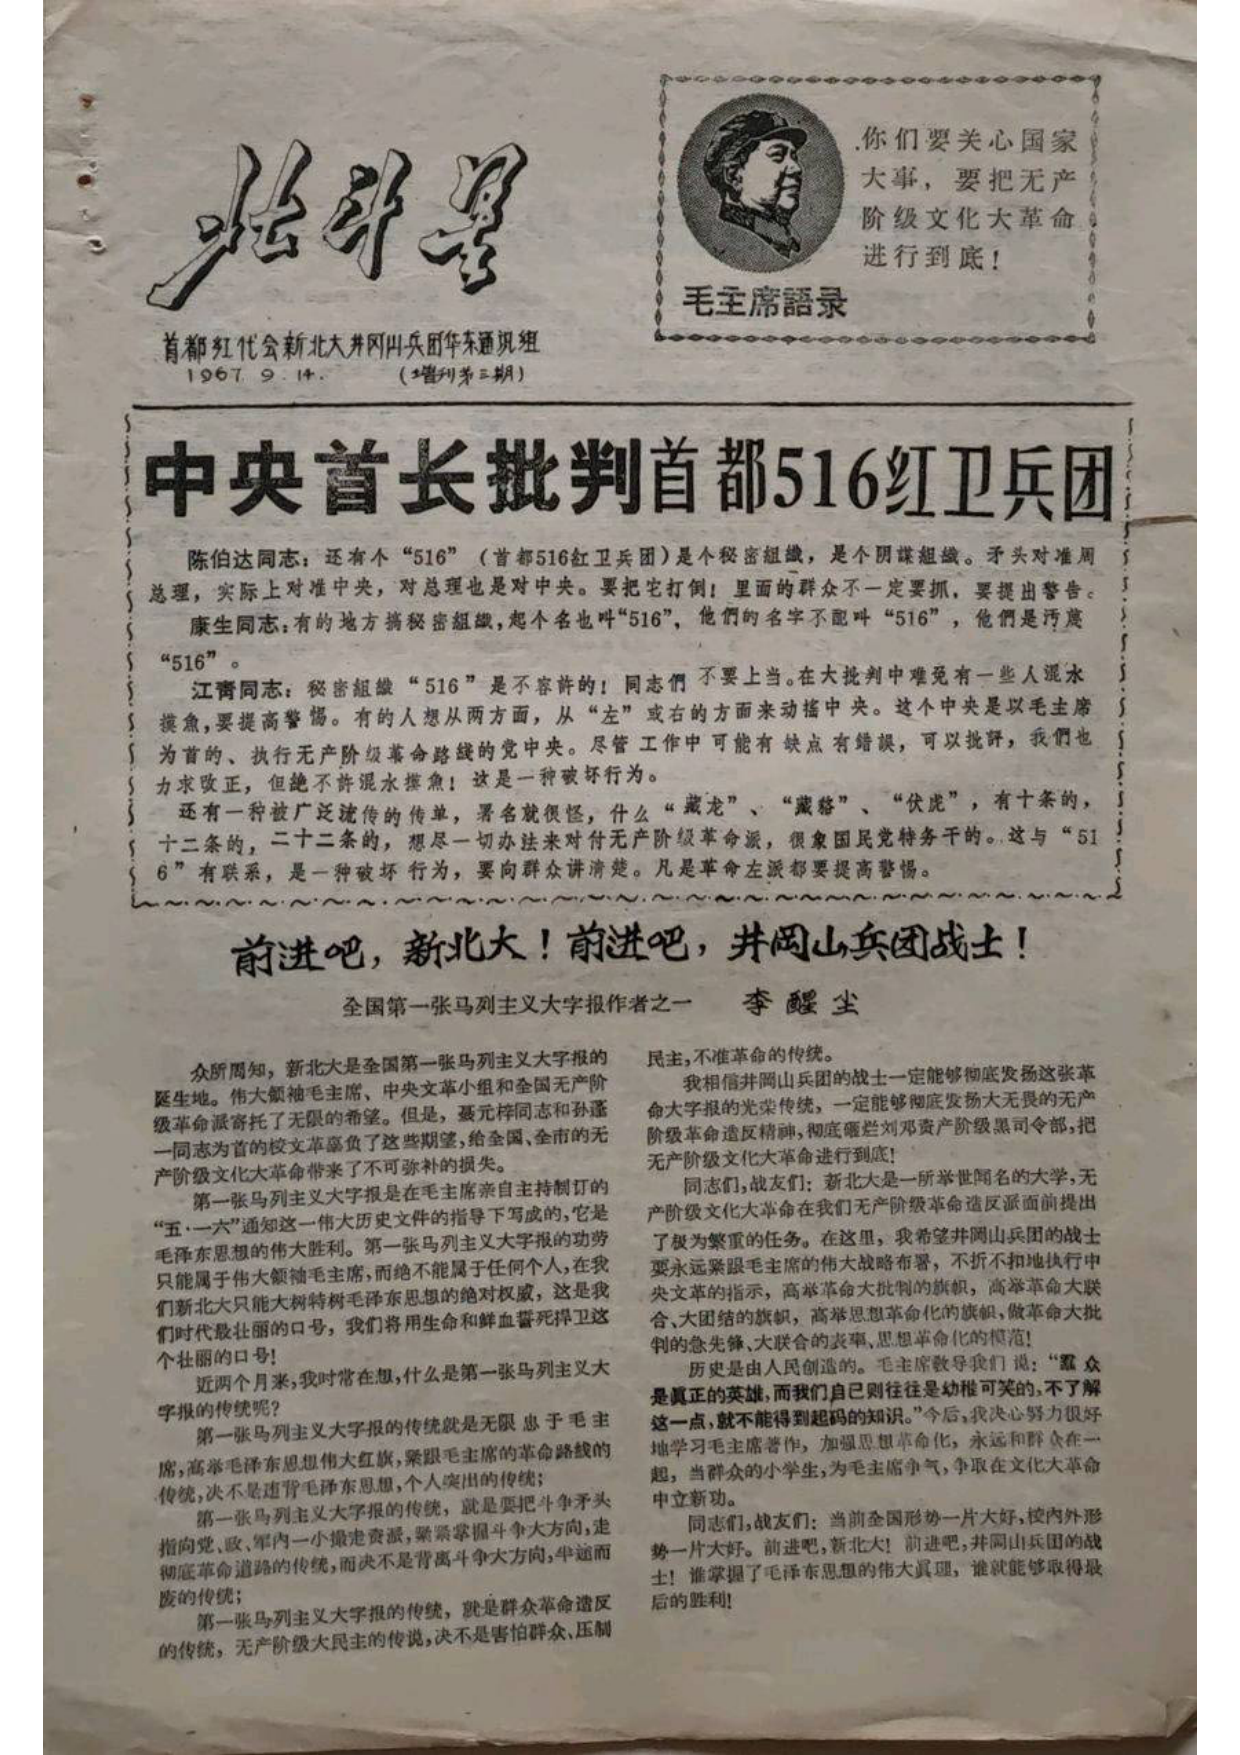 北斗星
首都红代会新北大井冈山兵团华东通讯组
1967.9.14. (增刊第三期)
你们要关心国家
大事，要把无产
阶级文化大革命
进行到底！
毛主席語录
中央首长批判首都516红卫兵团
陈伯达同志：还有个“516”（首都516紅卫兵团）是个秘密組織，是个阴謀組織。矛头对准周
总理，实际上对准中央，对总理也是对中央。要把它打倒！里面的群众不一定要抓，要提出警告。
康生同志：有的地方搞秘密組織，起个名也叫“516”，他們的名字不配叫“516”，他們是污蔑
“516”。
江青同志：秘密組織“516”是不容許的！同志們不要上当。在大批判中难免有一些人混水
摸魚，要提高警惕。有的人想从两方面，从“左”或右的方面来动搖中央。这个中央是以毛主席
为首的、执行无产阶级革命路线的党中央。尽管工作中可能有缺点有错誤，可以批評，我們也
力求改正，但絕不許混水摸魚！这是一种破坏行为。
还有一种被广泛流传的传单，署名就很怪，什么“藏龙”、“藏貉”、“伏虎”，有十条的，
十二条的，二十二条的，想尽一切办法来对付无产阶级革命派，很象国民党特务干的。这与“51
6”有联系，是一种破坏行为，要向群众讲清楚。凡是革命左派都要提高警惕。
前进吧，新北大！前进吧，井岡山兵团战士！
全国第一张马列主义大字报作者之一 李醒尘
众所周知，新北大是全国第一张马列主义大字报的
诞生地。伟大领袖毛主席、中央文革小组和全国无产阶
级革命派寄托了无限的希望。但是，聂元梓同志和孙蓬
一同志为首的校文革辜负了这些期望，给全国、全市的无
产阶级文化大革命带来了不可弥补的损失。
第一张马列主义大字报是在毛主席亲自主持制订的
“五·一六”通知这一伟大历史文件的指导下写成的，它是
毛泽东思想的伟大胜利。第一张马列主义大字报的功劳
只能属于伟大领袖毛主席，而绝不能属于任何个人，在我
们新北大只能大树特树毛泽东思想的绝对权威，这是我
们时代最壮丽的口号，我们将用生命和鲜血誓死捍卫这
个壮丽的口号！
近两个月来，我时常在想，什么是第一张马列主义大
字报的传统呢？
第一张马列主义大字报的传统就是无限忠于毛主
席，高举毛泽东思想伟大红旗，紧跟毛主席的革命路线的
传统，决不是违背毛泽东思想，个人突出的传统；
第一张马列主义大字报的传统，就是要把斗争矛头
指向党、政、军内一小撮走资派，紧紧掌握斗争大方向，走
彻底革命道路的传统，而决不是背离斗争大方向，半途而
废的传统；
第一张马列主义大字报的传统，就是群众革命造反
的传统，无产阶级大民主的传说，决不是害怕群众、压制
民主，不准革命的传统。
我相信井岡山兵团的战士一定能够彻底发扬这张革
命大字报的光荣传统，一定能够彻底发扬大无畏的无产
阶级革命造反精神，彻底砸烂刘邓资产阶级黑司令部，把
无产阶级文化大革命进行到底！
同志们，战友们：新北大是一所举世闻名的大学，无
产阶级文化大革命在我们无产阶级革命造反派面前提出
了极为繁重的任务。在这里，我希望井岡山兵团的战士
要永远紧跟毛主席的伟大战略布署，不折不扣地执行中
央文革的指示，高举革命大批判的旗帜，高举革命大联
合、大团结的旗帜，高举思想革命化的旗帜，做革命大批
判的急先锋、大联合的表率、思想革命化的模范！
历史是由人民创造的。毛主席教导我们说：“羣众
是眞正的英雄，而我们自己则往往是幼稚可笑的，不了解
这一点，就不能得到起码的知识。”今后，我决心努力很好
地学习毛主席著作，加强思想革命化，永远和群众在一
起，当群众的小学生，为毛主席争气，争取在文化大革命
中立新功。
同志们，战友们：当前全国形势一片大好，校内外形
势一片大好。前进吧，新北大！前进吧，井岡山兵团的战
士！谁掌握了毛泽东思想的伟大眞理，谁就能够取得最
后的胜利！